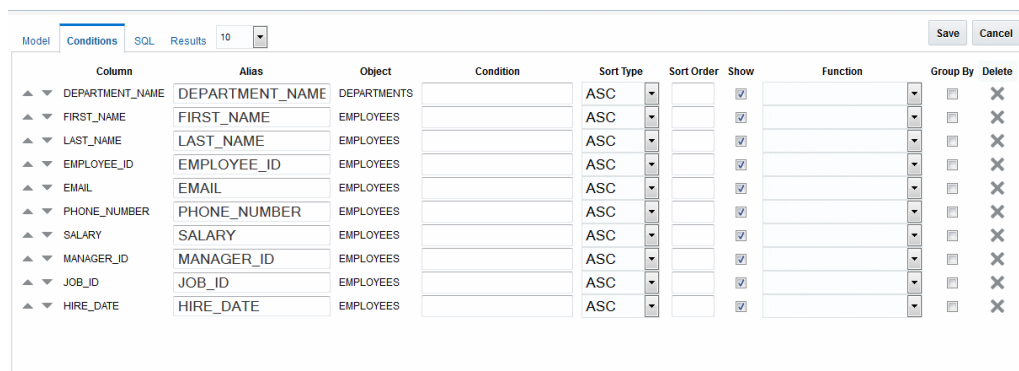 Model Conditions SQL Results 10 Save Cancel
Column Alias Object Condition Sort Type Sort Order Show Function Group By Delete
DEPARTMENT_NAME DEPARTMENT_NAME DEPARTMENTS ASC
FIRST_NAME FIRST_NAME EMPLOYEES ASC
LAST_NAME LAST_NAME EMPLOYEES ASC
EMPLOYEE_ID EMPLOYEE_ID EMPLOYEES ASC
EMAIL EMAIL EMPLOYEES ASC
PHONE_NUMBER PHONE_NUMBER EMPLOYEES ASC
SALARY SALARY EMPLOYEES ASC
MANAGER_ID MANAGER_ID EMPLOYEES ASC
JOB_ID JOB_ID EMPLOYEES ASC
HIRE_DATE HIRE_DATE EMPLOYEES ASC